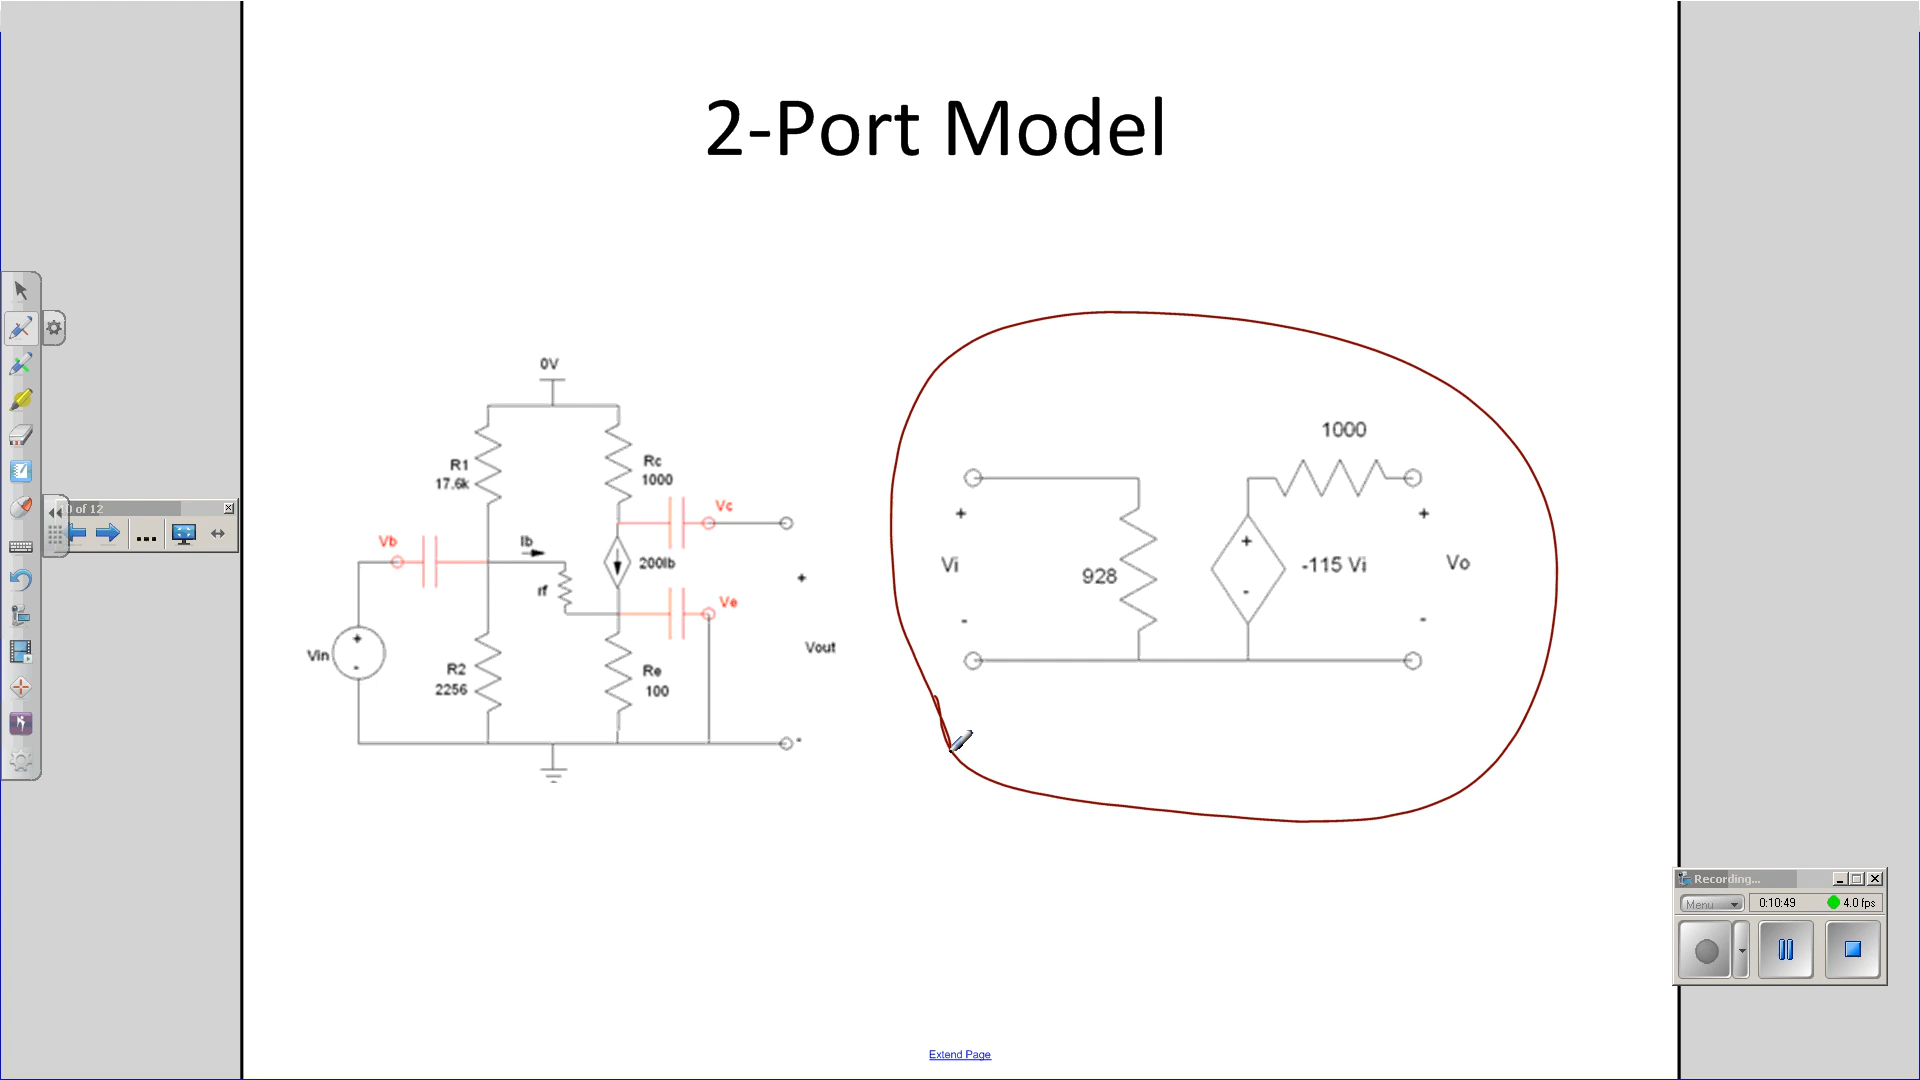 2-Port Model
0V
R1
17.6k
Rc
1000
Vc
Vb
Ib
200Ib
rf
Ve
+
Vin
+
-
R2
2256
Re
100
Vout
-
1000
+
Vi
-
928
+
-
-115 Vi
+
Vo
-
of 12
...
Recording...
Menu
0:10:49
4.0 fps
Extend Page